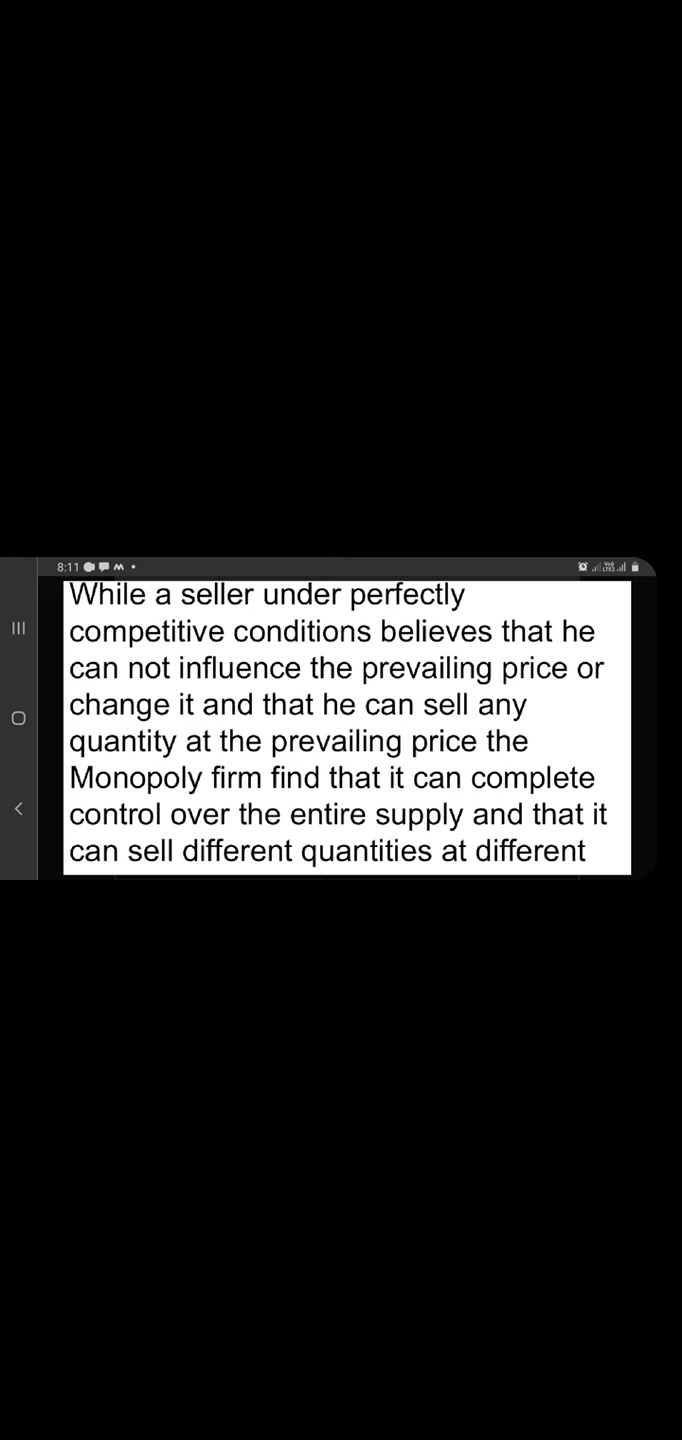 8:11
While a seller under perfectly
competitive conditions believes that he
can not influence the prevailing price or
change it and that he can sell any
quantity at the prevailing price the
Monopoly firm find that it can complete
control over the entire supply and that it
can sell different quantities at different